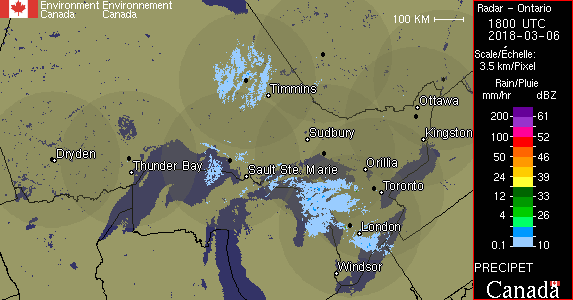 Environment Environnement
Canada Canada
100 KM
Timmins
Ottawa
Sudbury
Kingston
Dryden
Thunder Bay
Sault Ste. Marie
Orillia
Toronto
London
Windsor
Radar - Ontario
1800 UTC
2018-03-06
Scale/Échelle:
3.5 km/Pixel
Rain/Pluie
mm/hr dBZ
200 61
100 52
50 46
24 39
12 33
4 26
0.1 10
PRECIPET
Canada